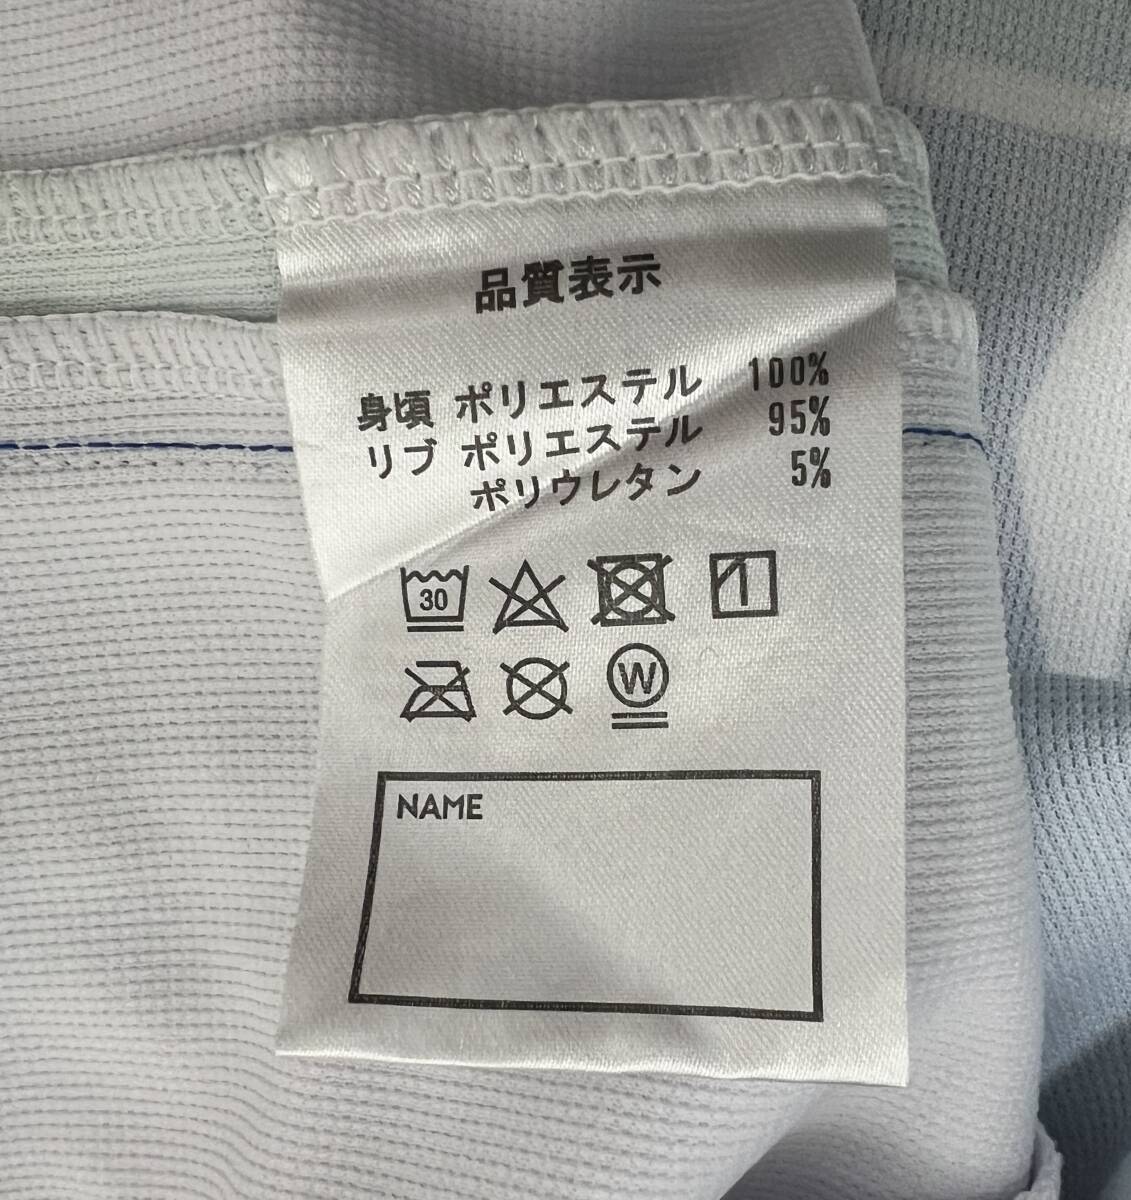 品質表示
身頃 ポリエステル 100%
リブ ポリエステル 95%
ポリウレタン 5%
30
W
NAME